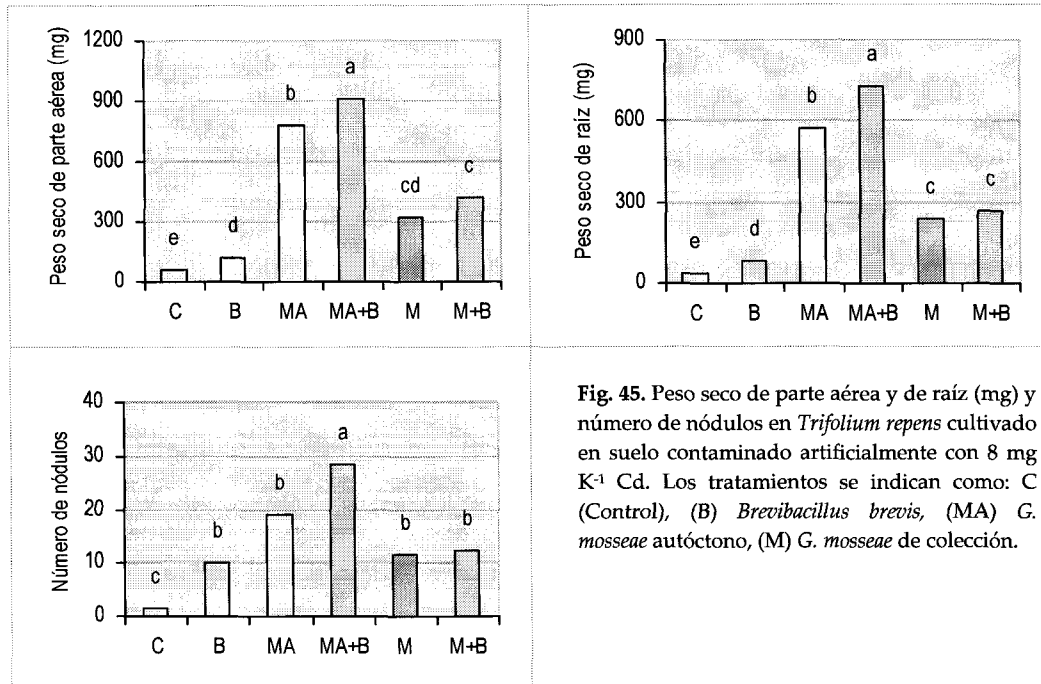 Peso seco de parte aérea (mg)
1200
900
600
300
0
e
d
b
a
cd
c
C B MA MA+B M M+B
Peso seco de raíz (mg)
900
600
300
0
e
d
b
a
c
c
C B MA MA+B M M+B
Número de nódulos
40
30
20
10
0
c
b
b
a
b
b
C B MA MA+B M M+B
Fig. 45. Peso seco de parte aérea y de raíz (mg) y
número de nódulos en Trifolium repens cultivado
en suelo contaminado artificialmente con 8 mg
K⁻¹ Cd. Los tratamientos se indican como: C
(Control), (B) Brevibacillus brevis, (MA) G.
mosseae autóctono, (M) G. mosseae de colección.